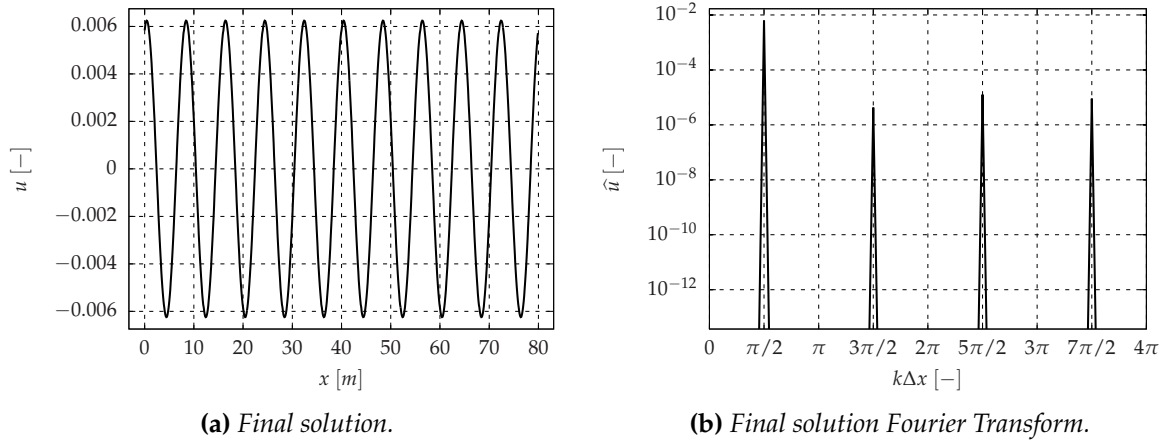 0.006
0.004
0.002
0
−0.002
−0.004
−0.006
u [−]
0 10 20 30 40 50 60 70 80
x [m]
(a) Final solution.
10⁻²
10⁻⁴
10⁻⁶
10⁻⁸
10⁻¹⁰
10⁻¹²
û [−]
0 π/2 π 3π/2 2π 5π/2 3π 7π/2 4π
kΔx [−]
(b) Final solution Fourier Transform.